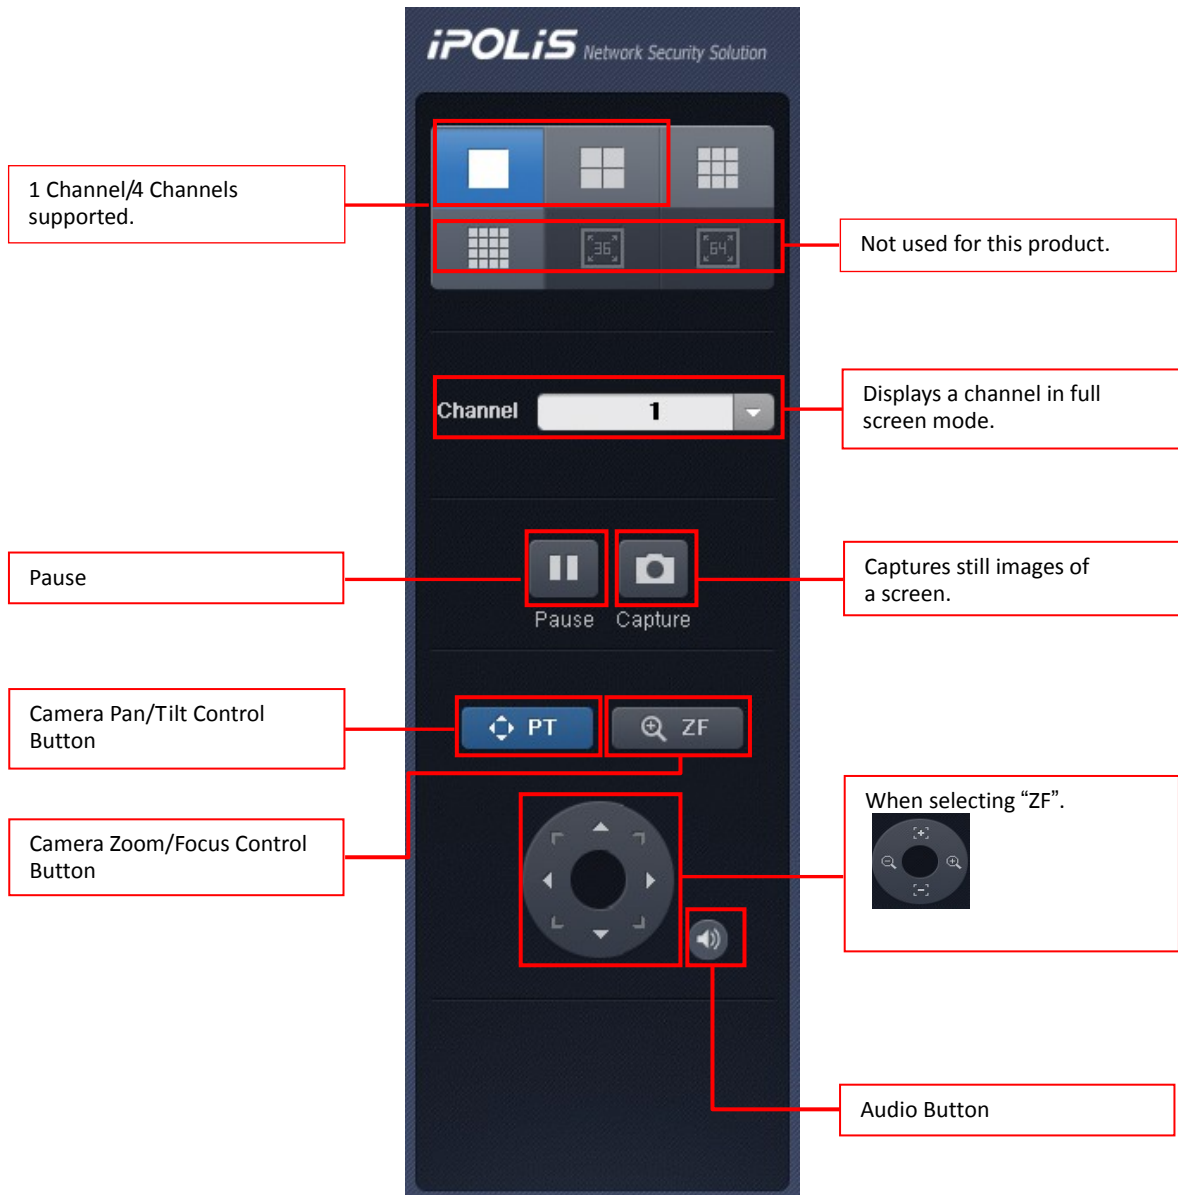 iPOLiS Network Security Solution
1 Channel/4 Channels
supported.
36
64
Not used for this product.
Channel
1
Displays a channel in full
screen mode.
Pause
Pause
Capture
Captures still images of
a screen.
Camera Pan/Tilt Control
Button
PT
ZF
Camera Zoom/Focus Control
Button
When selecting “ZF”.
Audio Button